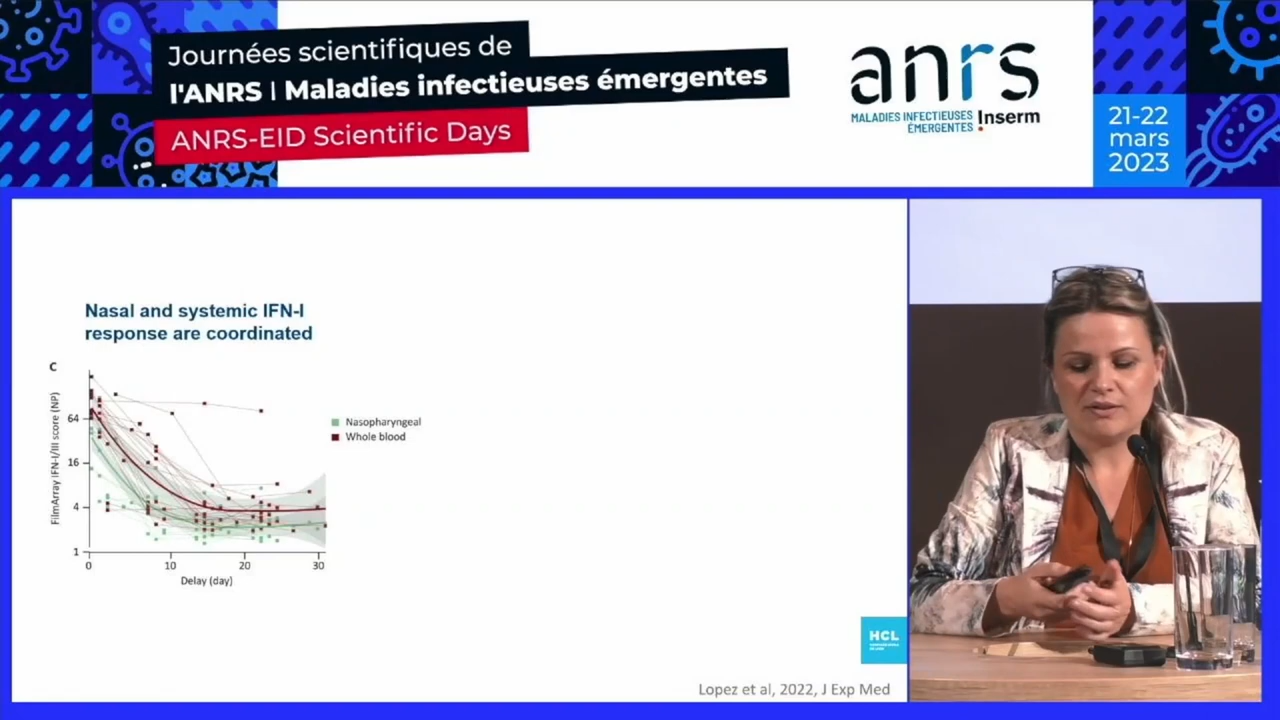 Journées scientifiques de
l'ANRS | Maladies infectieuses émergentes
ANRS-EID Scientific Days
anrs
MALADIES INFECTIEUSES
ÉMERGENTES
Inserm
21-22
mars
2023
Nasal and systemic IFN-I
response are coordinated
C
FilmArray IFN-I/III score (NP)
64
16
4
1
0
10
20
30
Delay (day)
Nasopharyngeal
Whole blood
HCL
Lopez et al, 2022, J Exp Med